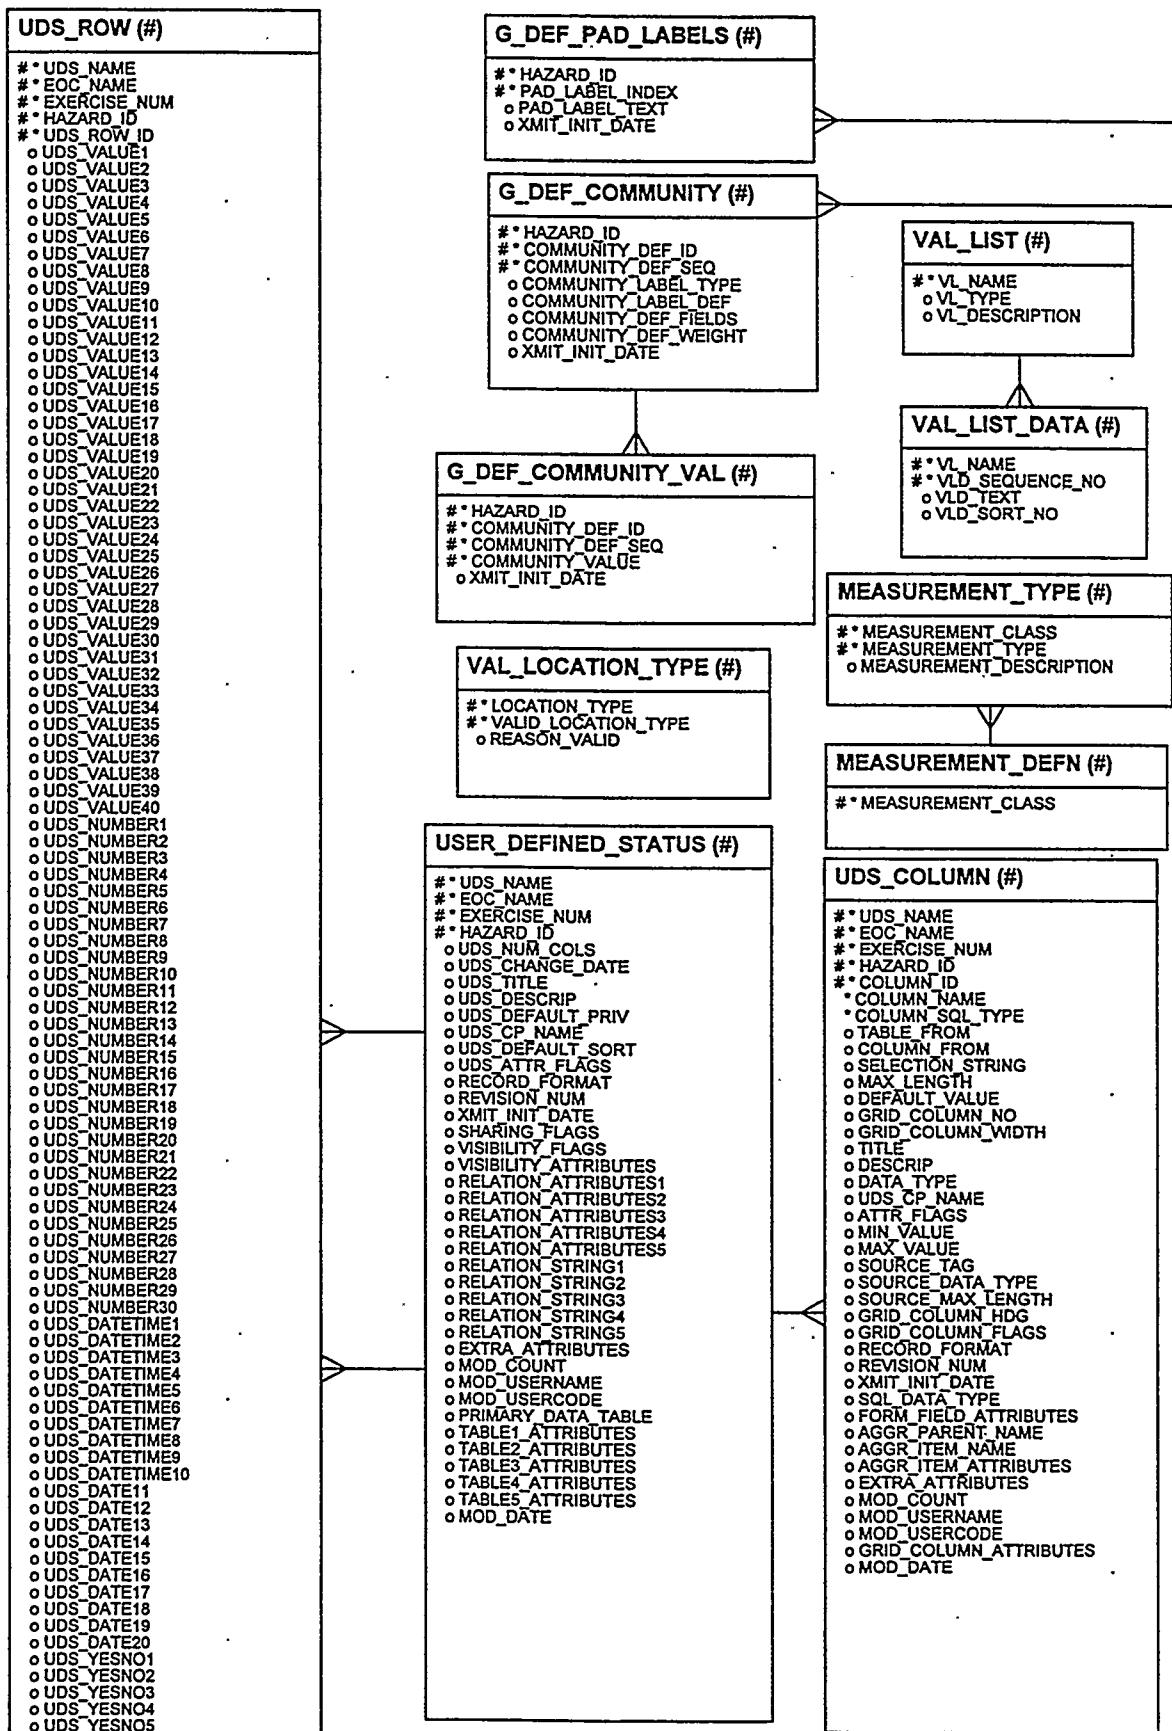 UDS_ROW (#)
#* UDS_NAME
#* EOC_NAME
#* EXERCISE_NUM
#* HAZARD_ID
#* UDS_ROW_ID
o UDS_VALUE1
o UDS_VALUE2
o UDS_VALUE3
o UDS_VALUE4
o UDS_VALUE5
o UDS_VALUE6
o UDS_VALUE7
o UDS_VALUE8
o UDS_VALUE9
o UDS_VALUE10
o UDS_VALUE11
o UDS_VALUE12
o UDS_VALUE13
o UDS_VALUE14
o UDS_VALUE15
o UDS_VALUE16
o UDS_VALUE17
o UDS_VALUE18
o UDS_VALUE19
o UDS_VALUE20
o UDS_VALUE21
o UDS_VALUE22
o UDS_VALUE23
o UDS_VALUE24
o UDS_VALUE25
o UDS_VALUE26
o UDS_VALUE27
o UDS_VALUE28
o UDS_VALUE29
o UDS_VALUE30
o UDS_VALUE31
o UDS_VALUE32
o UDS_VALUE33
o UDS_VALUE34
o UDS_VALUE35
o UDS_VALUE36
o UDS_VALUE37
o UDS_VALUE38
o UDS_VALUE39
o UDS_VALUE40
o UDS_NUMBER1
o UDS_NUMBER2
o UDS_NUMBER3
o UDS_NUMBER4
o UDS_NUMBER5
o UDS_NUMBER6
o UDS_NUMBER7
o UDS_NUMBER8
o UDS_NUMBER9
o UDS_NUMBER10
o UDS_NUMBER11
o UDS_NUMBER12
o UDS_NUMBER13
o UDS_NUMBER14
o UDS_NUMBER15
o UDS_NUMBER16
o UDS_NUMBER17
o UDS_NUMBER18
o UDS_NUMBER19
o UDS_NUMBER20
o UDS_NUMBER21
o UDS_NUMBER22
o UDS_NUMBER23
o UDS_NUMBER24
o UDS_NUMBER25
o UDS_NUMBER26
o UDS_NUMBER27
o UDS_NUMBER28
o UDS_NUMBER29
o UDS_NUMBER30
o UDS_DATETIME1
o UDS_DATETIME2
o UDS_DATETIME3
o UDS_DATETIME4
o UDS_DATETIME5
o UDS_DATETIME6
o UDS_DATETIME7
o UDS_DATETIME8
o UDS_DATETIME9
o UDS_DATETIME10
o UDS_DATE11
o UDS_DATE12
o UDS_DATE13
o UDS_DATE14
o UDS_DATE15
o UDS_DATE16
o UDS_DATE17
o UDS_DATE18
o UDS_DATE19
o UDS_DATE20
o UDS_YESNO1
o UDS_YESNO2
o UDS_YESNO3
o UDS_YESNO4
o UDS_YESNO5
G_DEF_PAD_LABELS (#)
#* HAZARD_ID
#* PAD_LABEL_INDEX
o PAD_LABEL_TEXT
o XMIT_INIT_DATE
G_DEF_COMMUNITY (#)
#* HAZARD_ID
#* COMMUNITY_DEF_ID
#* COMMUNITY_DEF_SEQ
o COMMUNITY_LABEL_TYPE
o COMMUNITY_LABEL_DEF
o COMMUNITY_DEF_FIELDS
o COMMUNITY_DEF_WEIGHT
o XMIT_INIT_DATE
G_DEF_COMMUNITY_VAL (#)
#* HAZARD_ID
#* COMMUNITY_DEF_ID
#* COMMUNITY_DEF_SEQ
#* COMMUNITY_VALUE
o XMIT_INIT_DATE
VAL_LOCATION_TYPE (#)
#* LOCATION_TYPE
#* VALID_LOCATION_TYPE
o REASON_VALID
USER_DEFINED_STATUS (#)
#* UDS_NAME
#* EOC_NAME
#* EXERCISE_NUM
#* HAZARD_ID
o UDS_NUM_COLS
o UDS_CHANGE_DATE
o UDS_TITLE
o UDS_DESCRIP
o UDS_DEFAULT_PRIV
o UDS_CP_NAME
o UDS_DEFAULT_SORT
o UDS_ATTR_FLAGS
o RECORD_FORMAT
o REVISION_NUM
o XMIT_INIT_DATE
o SHARING_FLAGS
o VISIBILITY_FLAGS
o VISIBILITY_ATTRIBUTES
o RELATION_ATTRIBUTES1
o RELATION_ATTRIBUTES2
o RELATION_ATTRIBUTES3
o RELATION_ATTRIBUTES4
o RELATION_ATTRIBUTES5
o RELATION_STRING1
o RELATION_STRING2
o RELATION_STRING3
o RELATION_STRING4
o RELATION_STRING5
o EXTRA_ATTRIBUTES
o MOD_COUNT
o MOD_USERNAME
o MOD_USERCODE
o PRIMARY_DATA_TABLE
o TABLE1_ATTRIBUTES
o TABLE2_ATTRIBUTES
o TABLE3_ATTRIBUTES
o TABLE4_ATTRIBUTES
o TABLE5_ATTRIBUTES
o MOD_DATE
VAL_LIST (#)
#* VL_NAME
o VL_TYPE
o VL_DESCRIPTION
VAL_LIST_DATA (#)
#* VL_NAME
#* VLD_SEQUENCE_NO
o VLD_TEXT
o VLD_SORT_NO
MEASUREMENT_TYPE (#)
#* MEASUREMENT_CLASS
#* MEASUREMENT_TYPE
o MEASUREMENT_DESCRIPTION
MEASUREMENT_DEFN (#)
#* MEASUREMENT_CLASS
UDS_COLUMN (#)
#* UDS_NAME
#* EOC_NAME
#* EXERCISE_NUM
#* HAZARD_ID
#* COLUMN_ID
* COLUMN_NAME
* COLUMN_SQL_TYPE
o TABLE_FROM
o COLUMN_FROM
o SELECTION_STRING
o MAX_LENGTH
o DEFAULT_VALUE
o GRID_COLUMN_NO
o GRID_COLUMN_WIDTH
o TITLE
o DESCRIP
o DATA_TYPE
o UDS_CP_NAME
o ATTR_FLAGS
o MIN_VALUE
o MAX_VALUE
o SOURCE_TAG
o SOURCE_DATA_TYPE
o SOURCE_MAX_LENGTH
o GRID_COLUMN_HDG
o GRID_COLUMN_FLAGS
o RECORD_FORMAT
o REVISION_NUM
o XMIT_INIT_DATE
o SQL_DATA_TYPE
o FORM_FIELD_ATTRIBUTES
o AGGR_PARENT_NAME
o AGGR_ITEM_NAME
o AGGR_ITEM_ATTRIBUTES
o EXTRA_ATTRIBUTES
o MOD_COUNT
o MOD_USERNAME
o MOD_USERCODE
o GRID_COLUMN_ATTRIBUTES
o MOD_DATE